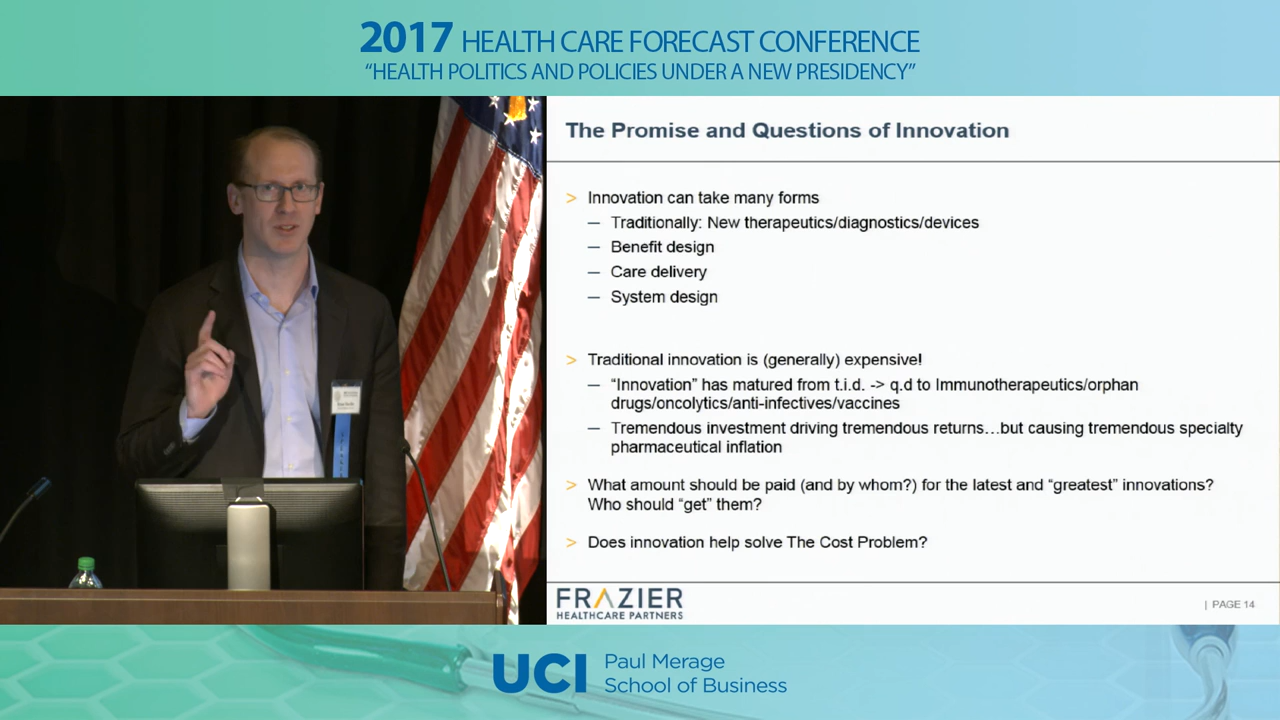 2017 HEALTH CARE FORECAST CONFERENCE
“HEALTH POLITICS AND POLICIES UNDER A NEW PRESIDENCY”
The Promise and Questions of Innovation
> Innovation can take many forms
– Traditionally: New therapeutics/diagnostics/devices
– Benefit design
– Care delivery
– System design
> Traditional innovation is (generally) expensive!
– “Innovation” has matured from t.i.d. -> q.d to Immunotherapeutics/orphan
drugs/oncolytics/anti-infectives/vaccines
– Tremendous investment driving tremendous returns…but causing tremendous specialty
pharmaceutical inflation
> What amount should be paid (and by whom?) for the latest and “greatest” innovations?
Who should “get” them?
> Does innovation help solve The Cost Problem?
FRAZIER
HEALTHCARE PARTNERS
| PAGE 14
UCI Paul Merage
School of Business